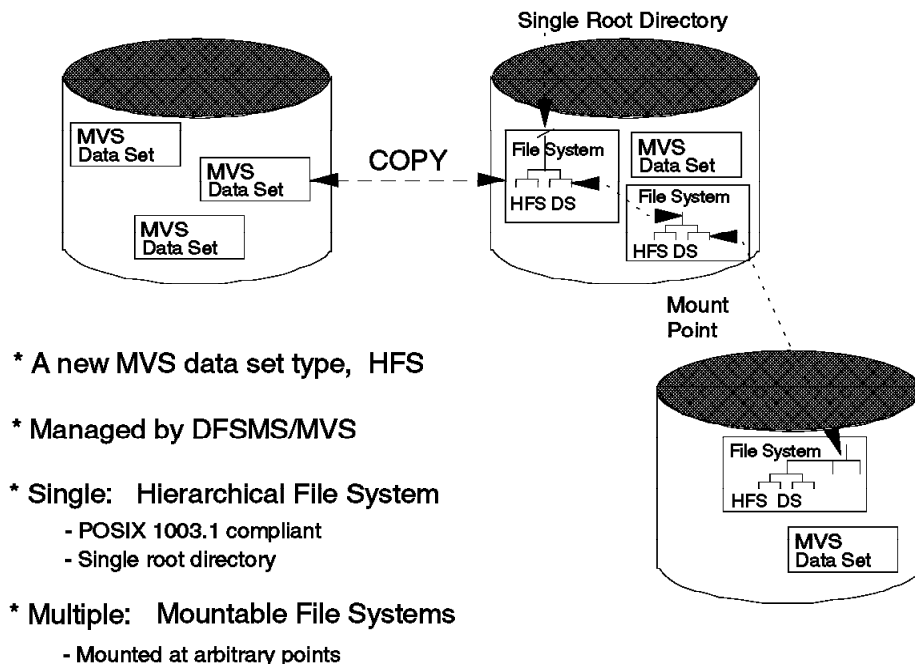 Single Root Directory
MVS
Data Set
MVS
Data Set
MVS
Data Set
COPY
File System
HFS DS
MVS
Data Set
File System
HFS DS
Mount
Point
* A new MVS data set type, HFS
* Managed by DFSMS/MVS
* Single: Hierarchical File System
- POSIX 1003.1 compliant
- Single root directory
* Multiple: Mountable File Systems
- Mounted at arbitrary points
File System
HFS DS
MVS
Data Set